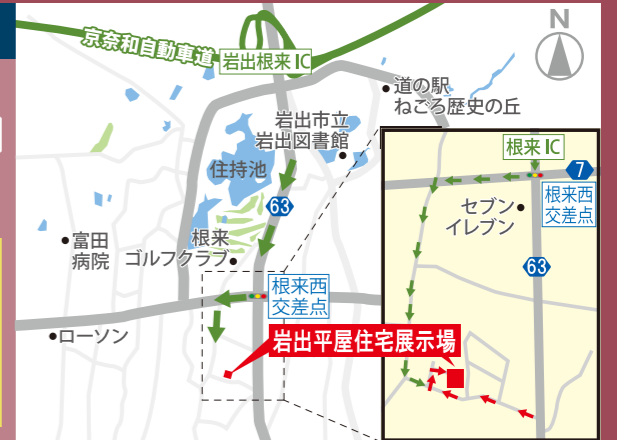 京奈和自動車道
岩出根来 IC
N
道の駅
ねごろ歴史の丘
岩出市立
岩出図書館
住持池
63
富田
病院
根来
ゴルフクラブ
根来西
交差点
ローソン
岩出平屋住宅展示場
根来 IC
7
根来西
交差点
セブン
イレブン
63